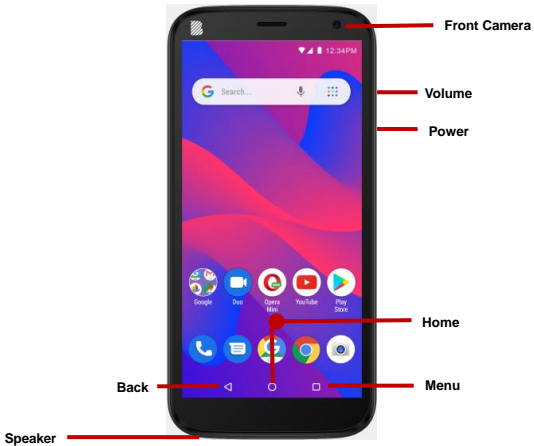 Front Camera
12:34PM
Search...
Volume
Power
Google
Duo
Opera
Mini
YouTube
Play
Store
Home
Back
Menu
Speaker